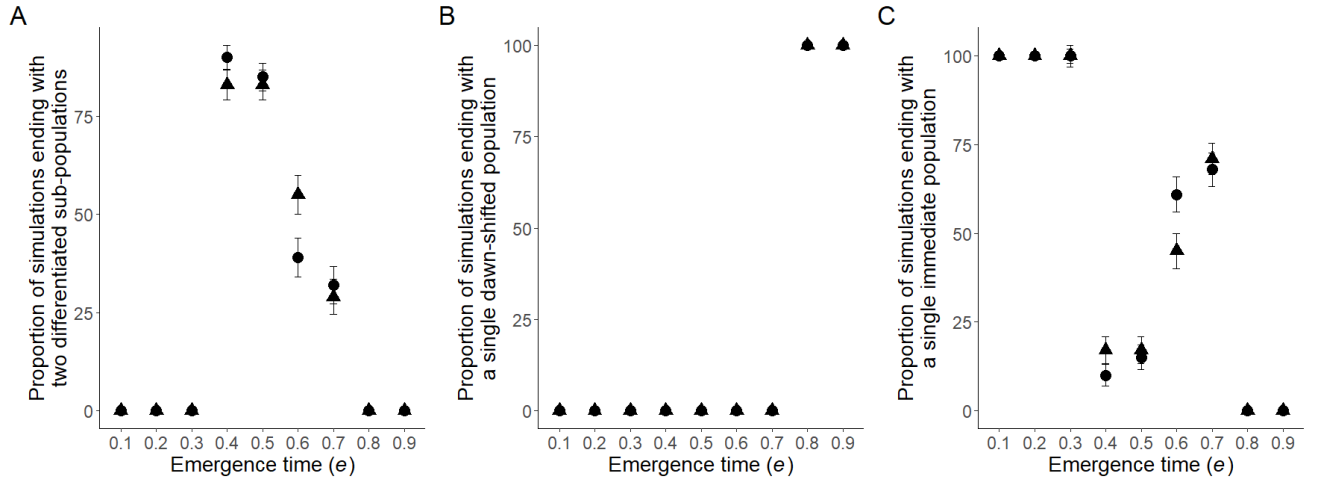 A
Proportion of simulations ending with
two differentiated sub-populations
75
50
25
0
0.1 0.2 0.3 0.4 0.5 0.6 0.7 0.8 0.9
Emergence time (e)
B
Proportion of simulations ending with
a single dawn-shifted population
100
75
50
25
0
0.1 0.2 0.3 0.4 0.5 0.6 0.7 0.8 0.9
Emergence time (e)
C
Proportion of simulations ending with
a single immediate population
100
75
50
25
0
0.1 0.2 0.3 0.4 0.5 0.6 0.7 0.8 0.9
Emergence time (e)